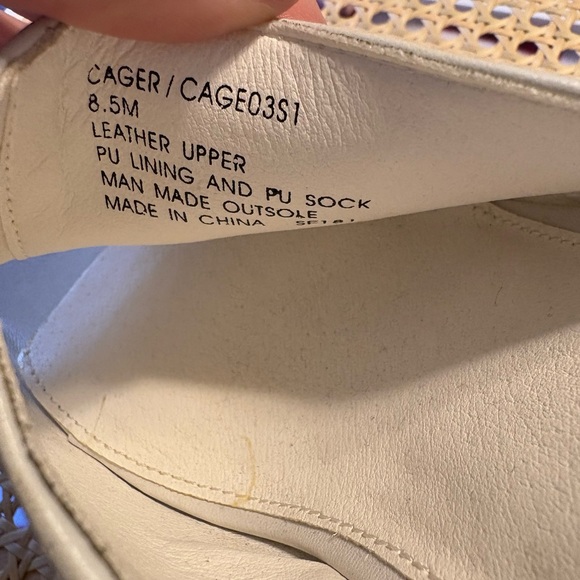 CAGER / CAGE03S1
8.5M
LEATHER UPPER
PU LINING AND PU SOCK
MAN MADE OUTSOLE
MADE IN CHINA